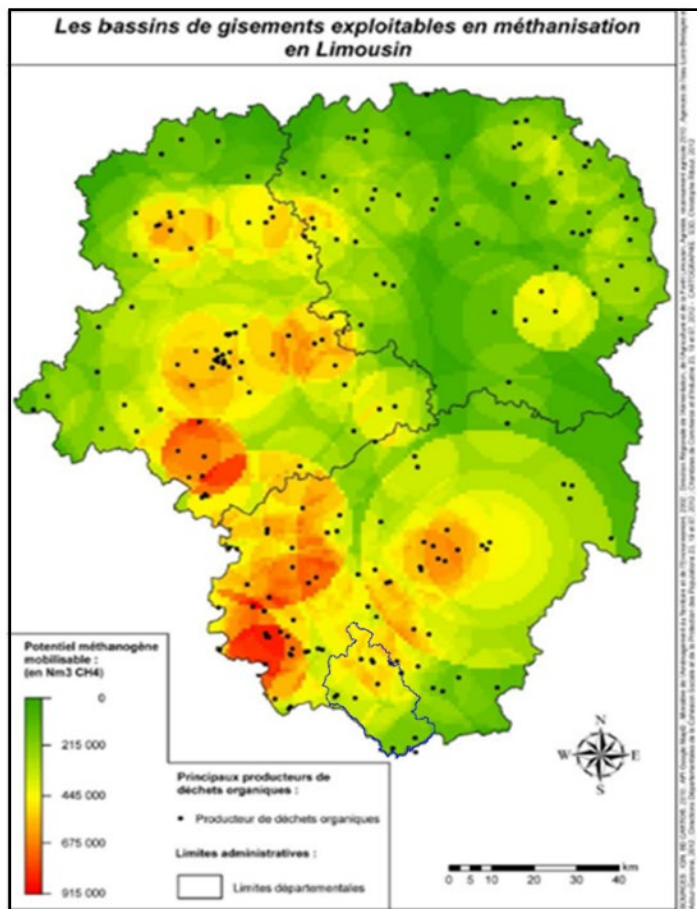 Les bassins de gisements exploitables en méthanisation
en Limousin
Potentiel méthanogène
mobilisable :
(en Nm3 CH4)
0
215 000
445 000
915 000
Principaux producteurs de
déchets organiques :
Producteur de déchets organiques
Limites administratives :
Limites départementales
N
W E
S
km
0 5 10 20 30 40